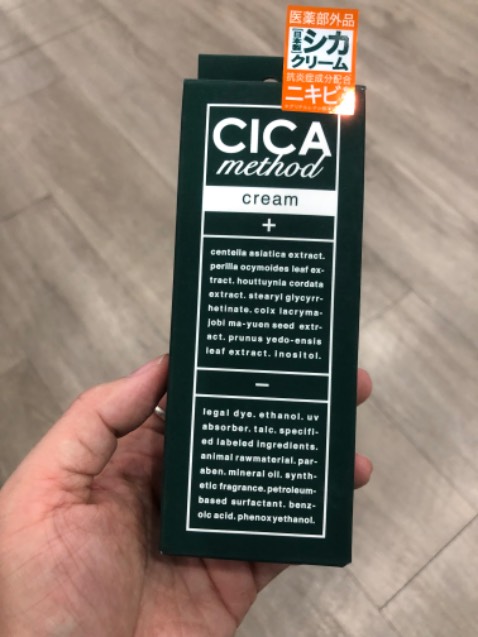 医薬部外品
日本製
シカ
クリーム
抗炎症成分配合
ニキビ
CICA
method
cream
+
centella asiatica extract.
perilla ocymoides leaf ex-
tract. houttuynia cordata
extract. stearyl glycyrr-
hetinate. coix lacryma-
jobi ma-yuen seed extr-
act. prunus yedo-ensis
leaf extract. inositol.
-
legal dye. ethanol. uv
absorber. talc. specifi-
ed labeled ingredients.
animal rawmaterial. par-
aben. mineral oil. synth-
etic fragrance. petroleum-
based surfactant. benz-
oic acid. phenoxyethanol.